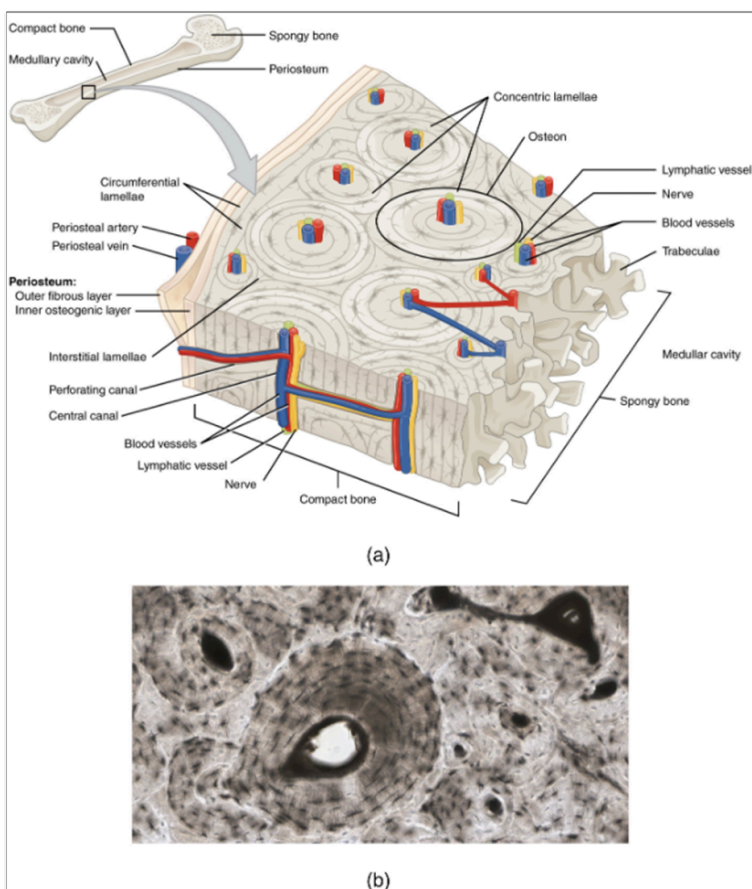 Compact bone
Spongy bone
Medullary cavity
Periosteum
Concentric lamellae
Osteon
Lymphatic vessel
Nerve
Blood vessels
Trabeculae
Circumferential
lamellae
Periosteal artery
Periosteal vein
Periosteum:
Outer fibrous layer
Inner osteogenic layer
Interstitial lamellae
Perforating canal
Central canal
Blood vessels
Lymphatic vessel
Nerve
Compact bone
Medullar cavity
Spongy bone
(a)
(b)